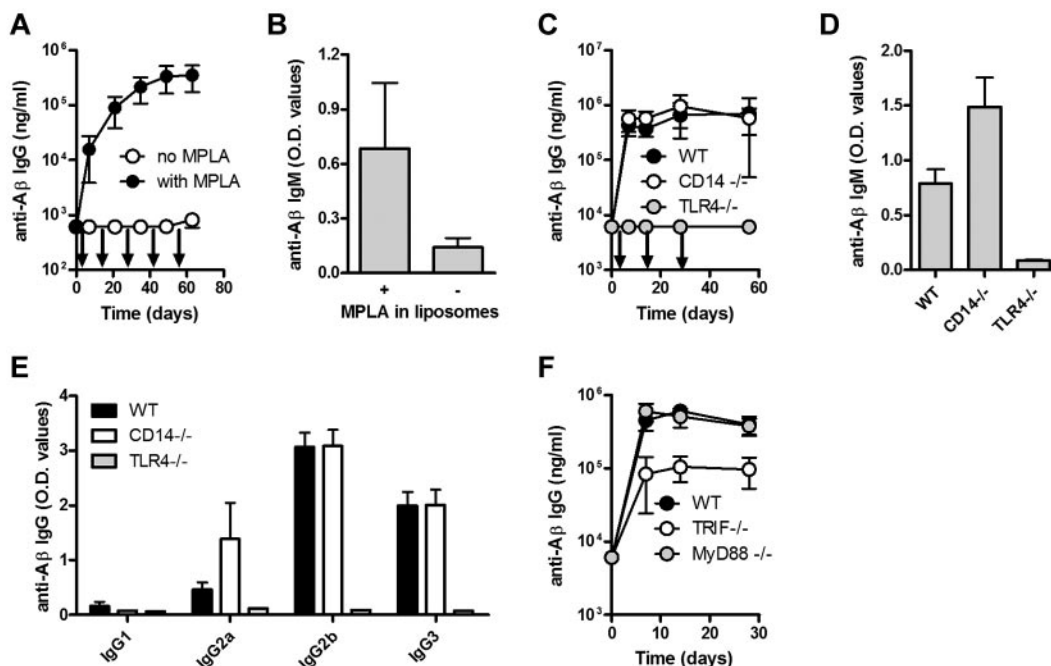 A
anti-Aβ IgG (ng/ml)
10^6
10^5
10^4
10^3
10^2
no MPLA
with MPLA
0 20 40 60 80
Time (days)
B
anti-Aβ IgM (O.D. values)
1.2
0.9
0.6
0.3
0.0
+ -
MPLA in liposomes
C
anti-Aβ IgG (ng/ml)
10^7
10^6
10^5
10^4
10^3
WT
CD14 -/-
TLR4-/-
0 20 40 60
Time (days)
D
anti-Aβ IgM (O.D. values)
2.0
1.5
1.0
0.5
0.0
WT
CD14-/-
TLR4-/-
E
anti-Aβ IgG (O.D. values)
4
3
2
1
0
WT
CD14-/-
TLR4-/-
IgG1
IgG2a
IgG2b
IgG3
F
anti-Aβ IgG (ng/ml)
10^6
10^5
10^4
10^3
WT
TRIF-/-
MyD88 -/-
0 10 20 30
Time (days)